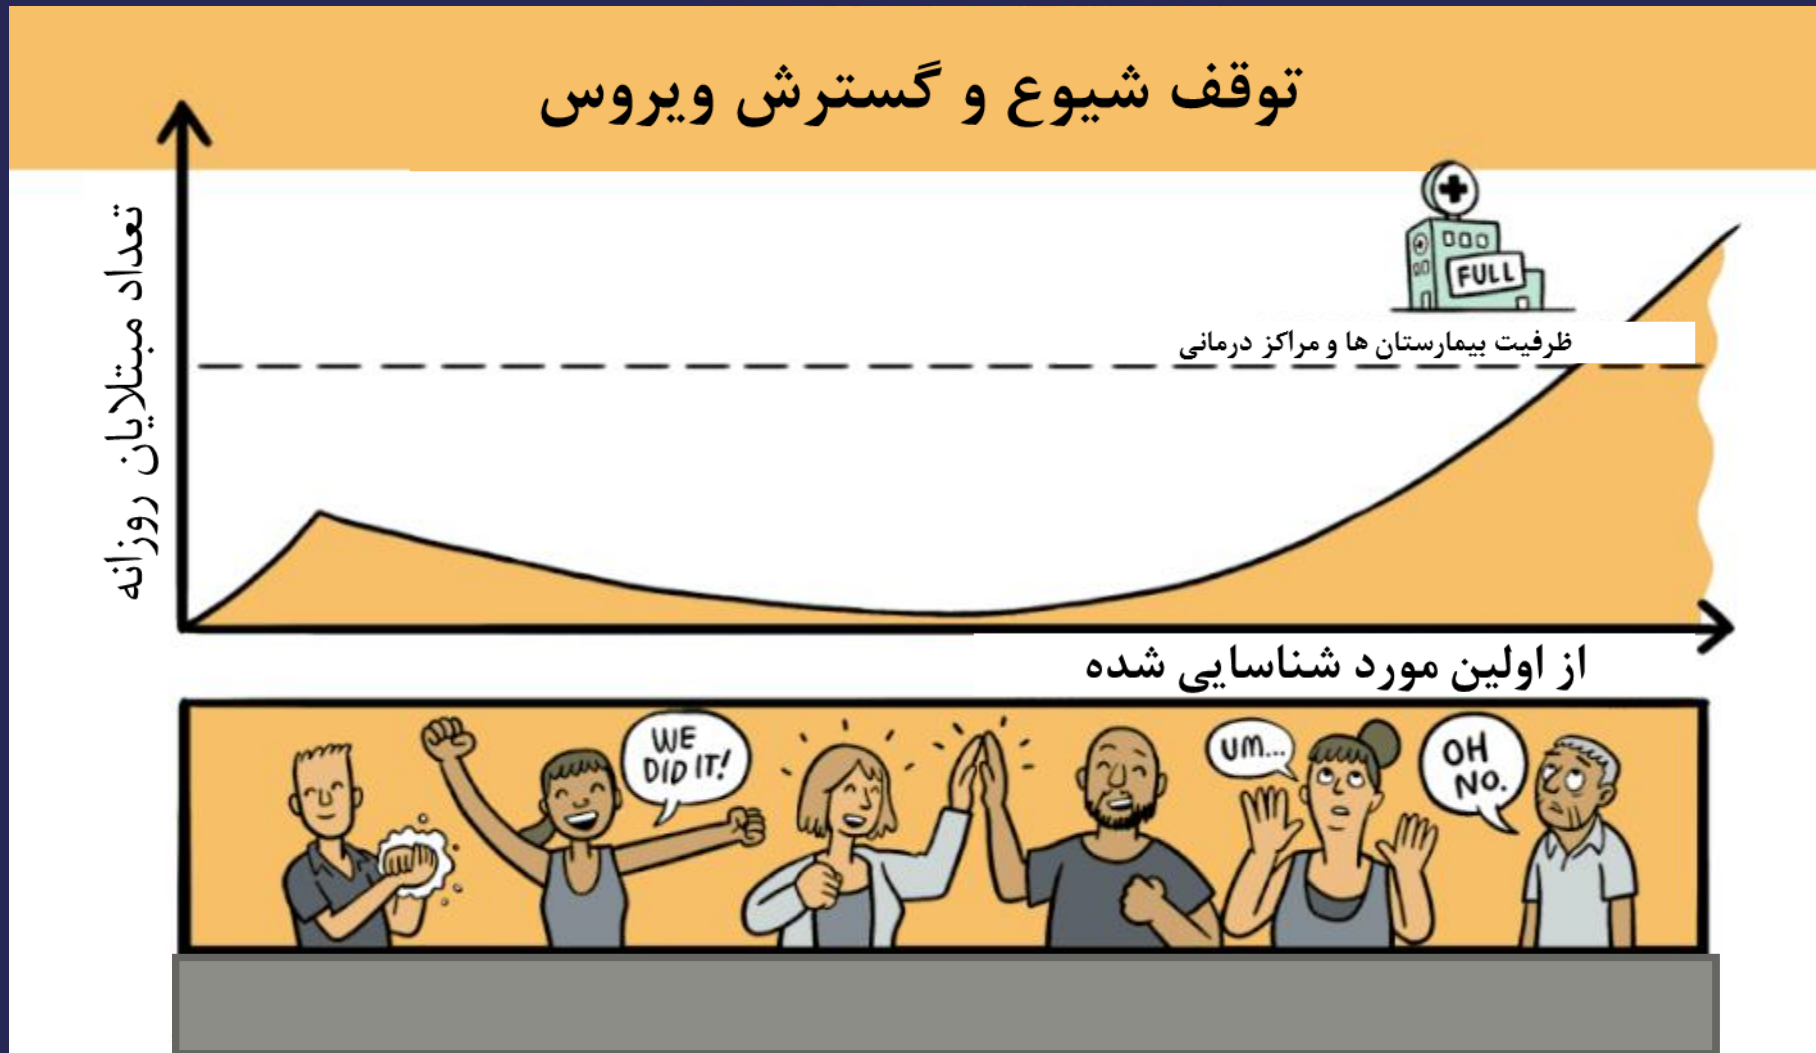 توقف شیوع و گسترش ویروس
تعداد مبتلایان روزانه
FULL
ظرفیت بیمارستان ها و مراکز درمانی
از اولین مورد شناسایی شده
WE
DID IT!
UM...
OH
NO.